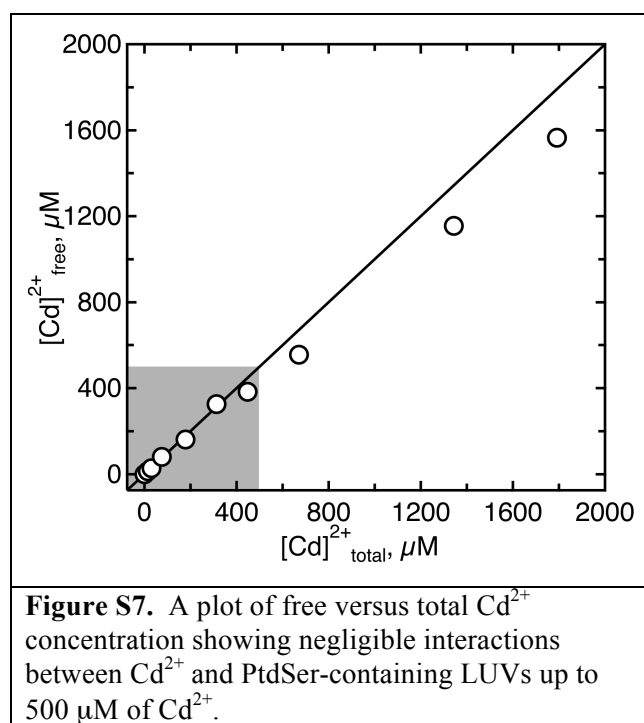 2000
1600
1200
800
400
0
[Cd]²⁺free, µM
0 400 800 1200 1600 2000
[Cd]²⁺total, µM
Figure S7. A plot of free versus total Cd²⁺
concentration showing negligible interactions
between Cd²⁺ and PtdSer-containing LUVs up to
500 µM of Cd²⁺.